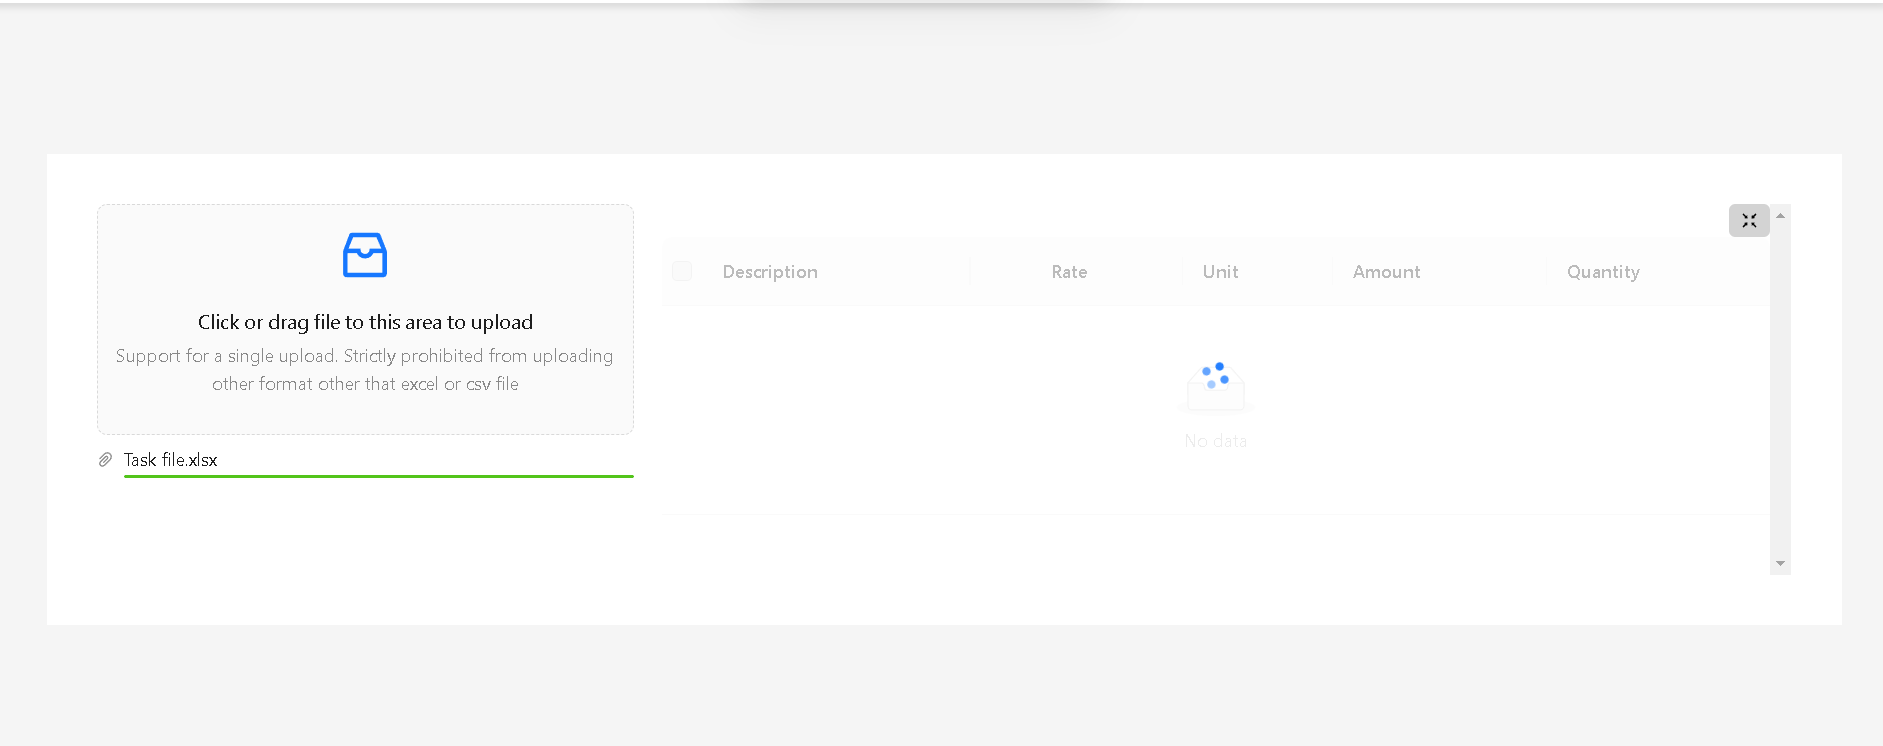 Click or drag file to this area to upload
Support for a single upload. Strictly prohibited from uploading
other format other that excel or csv file
Task file.xlsx
Description Rate Unit Amount Quantity
No data